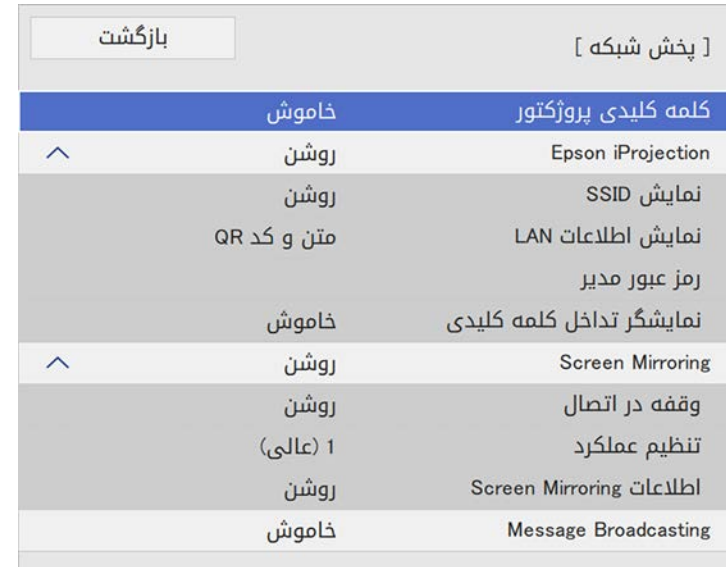 [ پخش شبکه ] بازگشت
کلمه کلیدی پروژکتور خاموش
Epson iProjection روشن
نمایش SSID روشن
نمایش اطلاعات LAN متن و کد QR
رمز عبور مدیر
نمایشگر تداخل کلمه کلیدی خاموش
Screen Mirroring روشن
وقفه در اتصال روشن
تنظیم عملکرد 1 (عالی)
اطلاعات Screen Mirroring روشن
Message Broadcasting خاموش